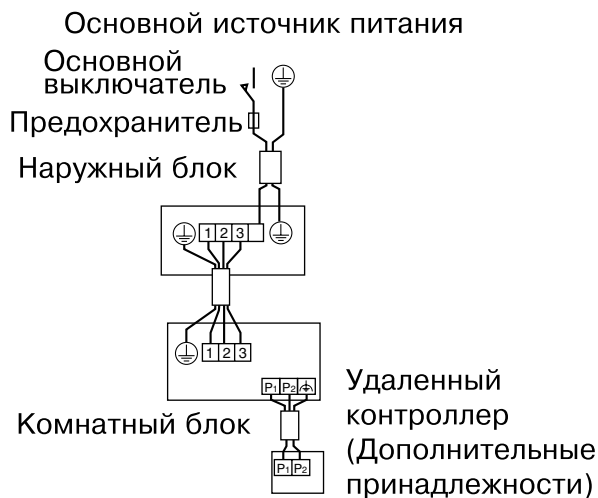 Основной источник питания
Основной
выключатель
Предохранитель
Наружный блок
1 2 3
1 2 3
P1 P2
Удаленный
контроллер
(Дополнительные
принадлежности)
Комнатный блок
P1 P2